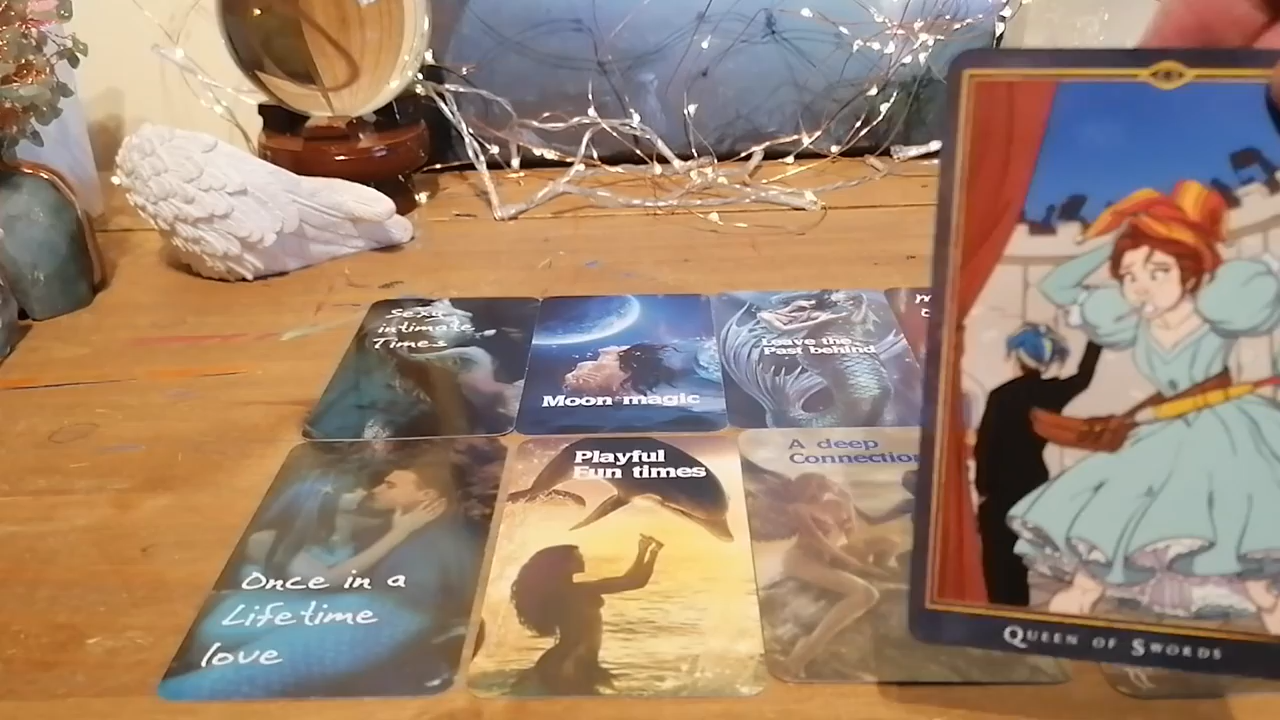 Sexy
intimate
Times
Moon magic
Leave the
Past behind
Once in a
Lifetime
love
Playful
Fun times
A deep
Connection
QUEEN OF SWORDS